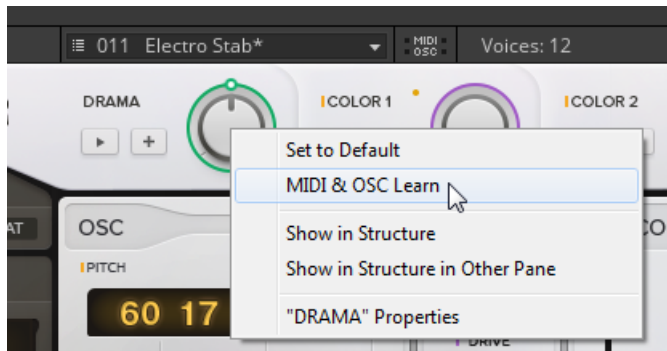 011 Electro Stab*
MIDI
OSC
Voices: 12
DRAMA
COLOR 1
COLOR 2
Set to Default
MIDI & OSC Learn
Show in Structure
Show in Structure in Other Pane
"DRAMA" Properties
AT
OSC
CO
PITCH
60 17
DRIVE